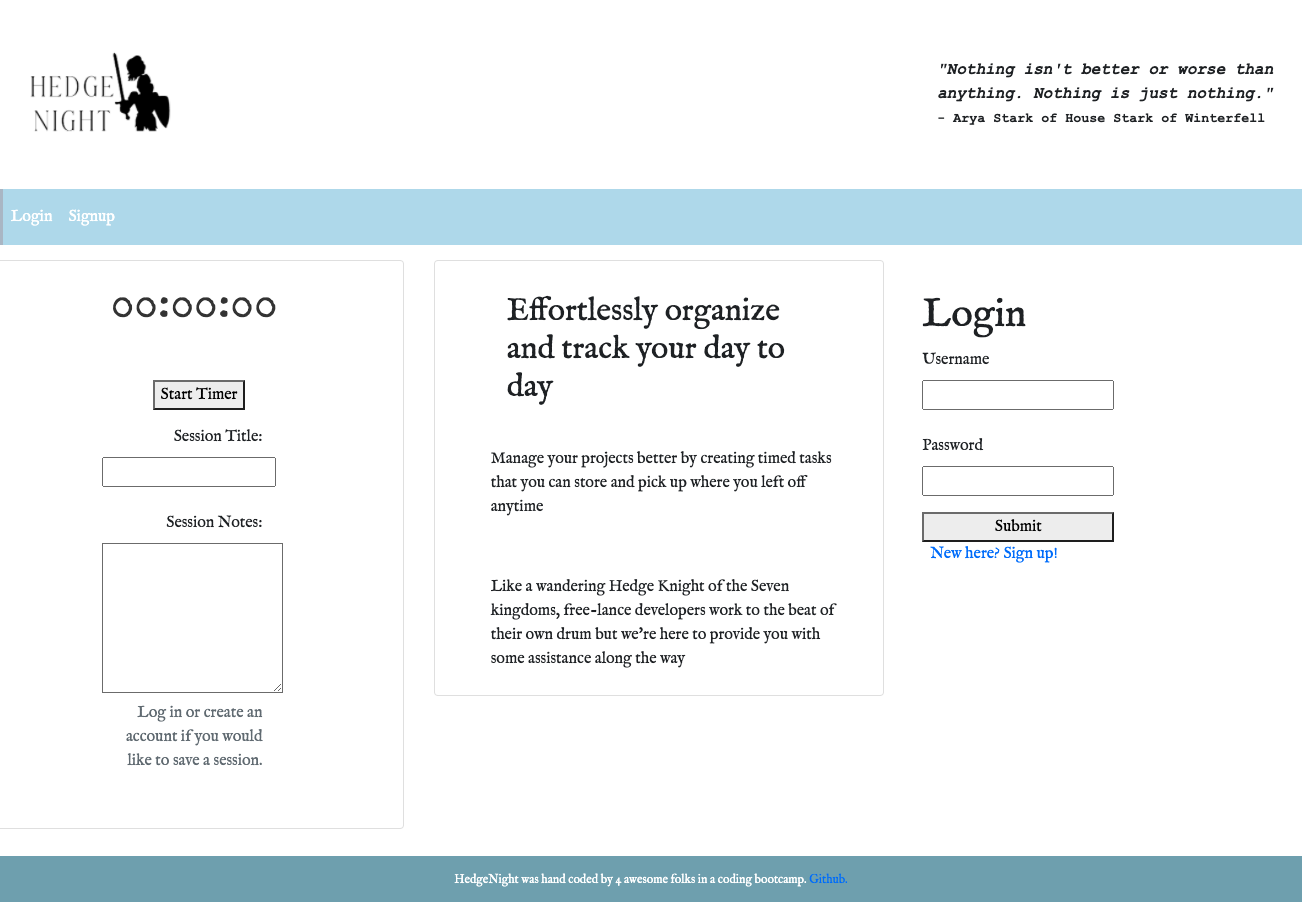 HEDGE
NIGHT
"Nothing isn't better or worse than
anything. Nothing is just nothing."
- Arya Stark of House Stark of Winterfell
Login Signup
00:00:00
Start Timer
Session Title:
Session Notes:
Log in or create an
account if you would
like to save a session.
Effortlessly organize
and track your day to
day
Manage your projects better by creating timed tasks
that you can store and pick up where you left off
anytime
Like a wandering Hedge Knight of the Seven
kingdoms, free-lance developers work to the beat of
their own drum but we're here to provide you with
some assistance along the way
Login
Username
Password
Submit
New here? Sign up!
HedgeNight was hand coded by 4 awesome folks in a coding bootcamp. Github.